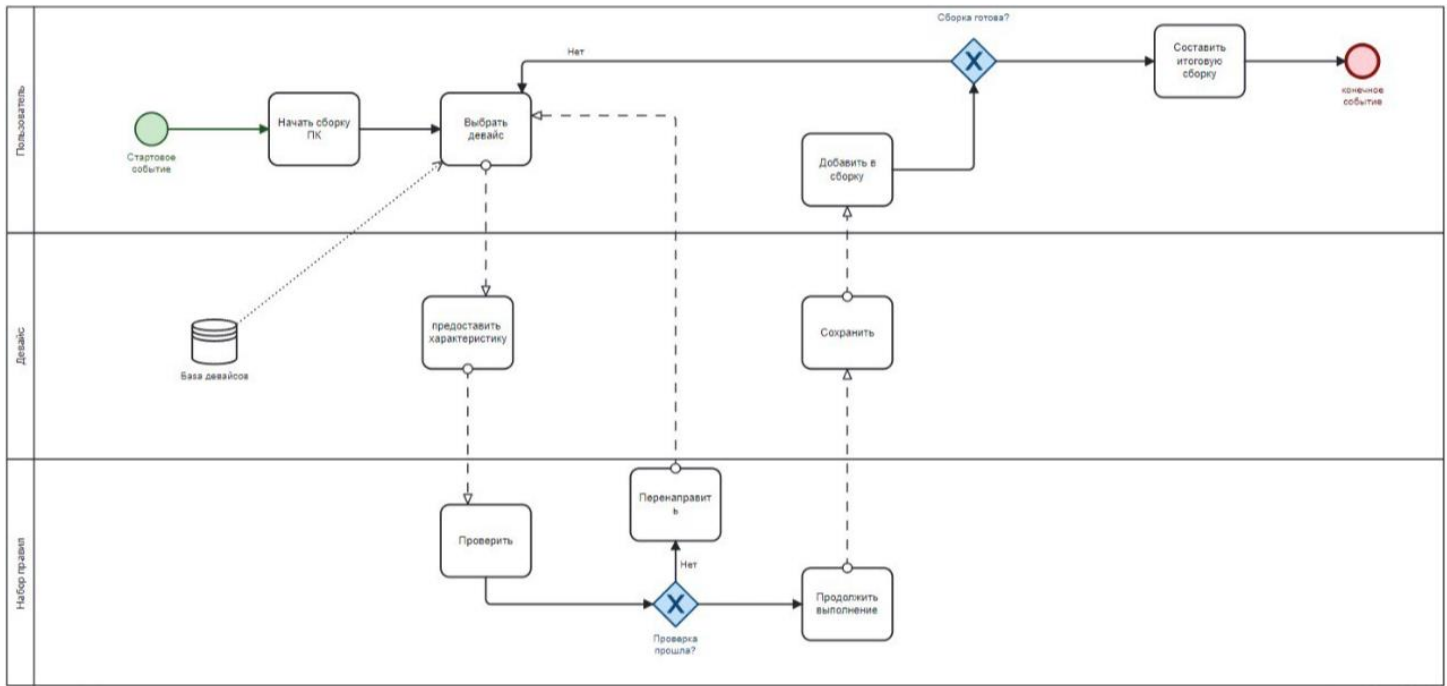 Пользователь
Сборка готова?
Нет
Составить
итоговую
сборку
конечное
событие
Стартовое
событие
Начать сборку
ПК
Выбрать
девайс
Добавить в
сборку
Девайс
База девайсов
предоставить
характеристику
Сохранить
Набор правил
Проверить
Перенаправит
ь
Нет
Проверка
прошла?
Продолжить
выполнение